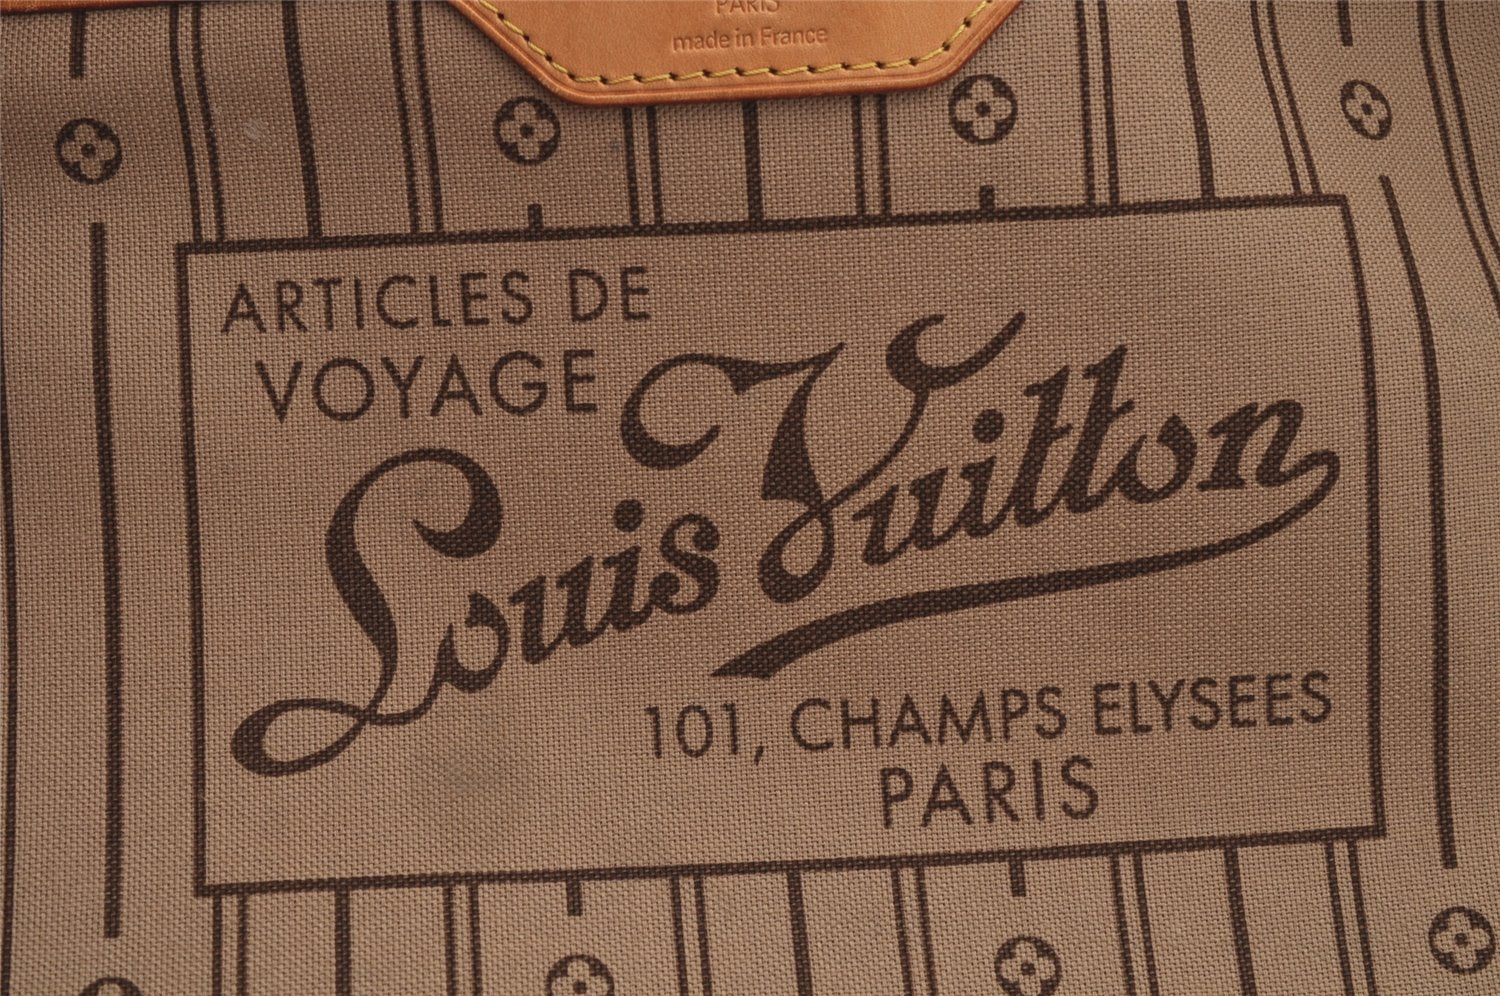 PARIS
made in France
ARTICLES DE
VOYAGE
Louis Vuitton
101, CHAMPS ELYSEES
PARIS